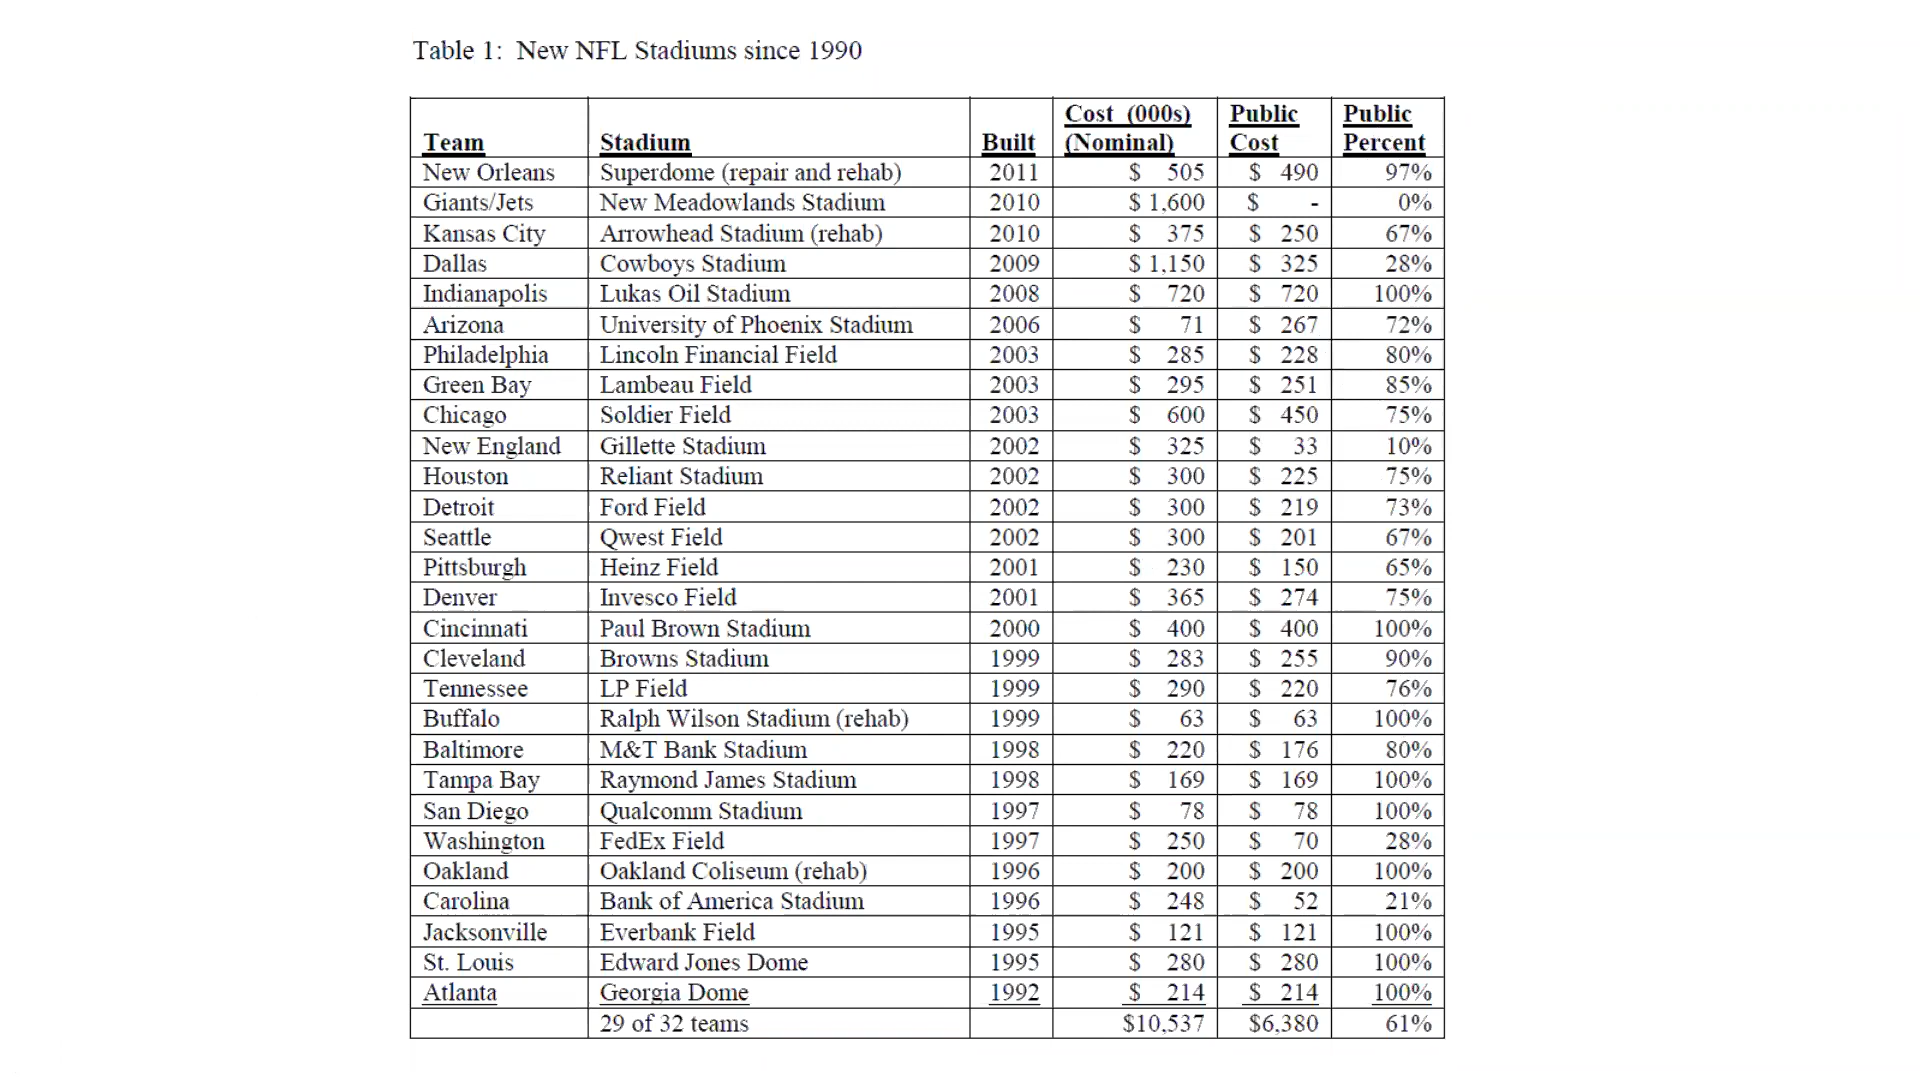 Table 1: New NFL Stadiums since 1990
Team Stadium Built Cost (000s) (Nominal) Public Cost Public Percent
New Orleans Superdome (repair and rehab) 2011 $ 505 $ 490 97%
Giants/Jets New Meadowlands Stadium 2010 $ 1,600 $ - 0%
Kansas City Arrowhead Stadium (rehab) 2010 $ 375 $ 250 67%
Dallas Cowboys Stadium 2009 $ 1,150 $ 325 28%
Indianapolis Lukas Oil Stadium 2008 $ 720 $ 720 100%
Arizona University of Phoenix Stadium 2006 $ 71 $ 267 72%
Philadelphia Lincoln Financial Field 2003 $ 285 $ 228 80%
Green Bay Lambeau Field 2003 $ 295 $ 251 85%
Chicago Soldier Field 2003 $ 600 $ 450 75%
New England Gillette Stadium 2002 $ 325 $ 33 10%
Houston Reliant Stadium 2002 $ 300 $ 225 75%
Detroit Ford Field 2002 $ 300 $ 219 73%
Seattle Qwest Field 2002 $ 300 $ 201 67%
Pittsburgh Heinz Field 2001 $ 230 $ 150 65%
Denver Invesco Field 2001 $ 365 $ 274 75%
Cincinnati Paul Brown Stadium 2000 $ 400 $ 400 100%
Cleveland Browns Stadium 1999 $ 283 $ 255 90%
Tennessee LP Field 1999 $ 290 $ 220 76%
Buffalo Ralph Wilson Stadium (rehab) 1999 $ 63 $ 63 100%
Baltimore M&T Bank Stadium 1998 $ 220 $ 176 80%
Tampa Bay Raymond James Stadium 1998 $ 169 $ 169 100%
San Diego Qualcomm Stadium 1997 $ 78 $ 78 100%
Washington FedEx Field 1997 $ 250 $ 70 28%
Oakland Oakland Coliseum (rehab) 1996 $ 200 $ 200 100%
Carolina Bank of America Stadium 1996 $ 248 $ 52 21%
Jacksonville Everbank Field 1995 $ 121 $ 121 100%
St. Louis Edward Jones Dome 1995 $ 280 $ 280 100%
Atlanta Georgia Dome 1992 $ 214 $ 214 100%
29 of 32 teams $10,537 $6,380 61%